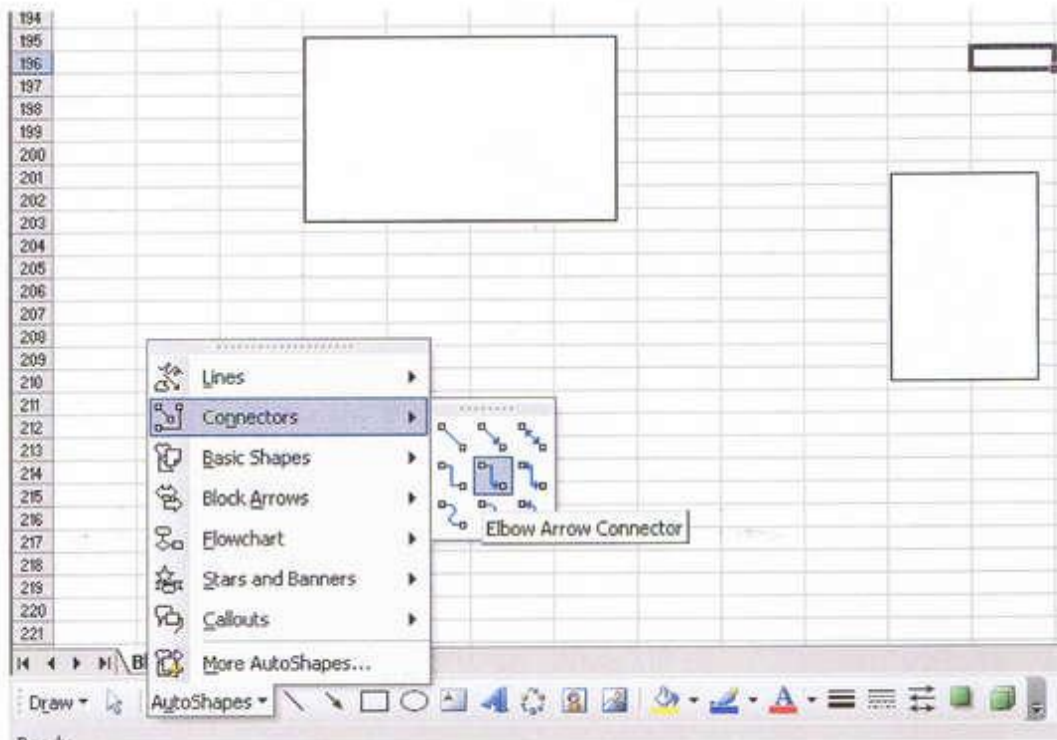 194
195
196
197
198
199
200
201
202
203
204
205
206
207
208
209
210
211
212
213
214
215
216
217
218
219
220
221
Lines
Connectors
Basic Shapes
Block Arrows
Flowchart
Stars and Banners
Callouts
More AutoShapes...
Elbow Arrow Connector
Draw
AutoShapes